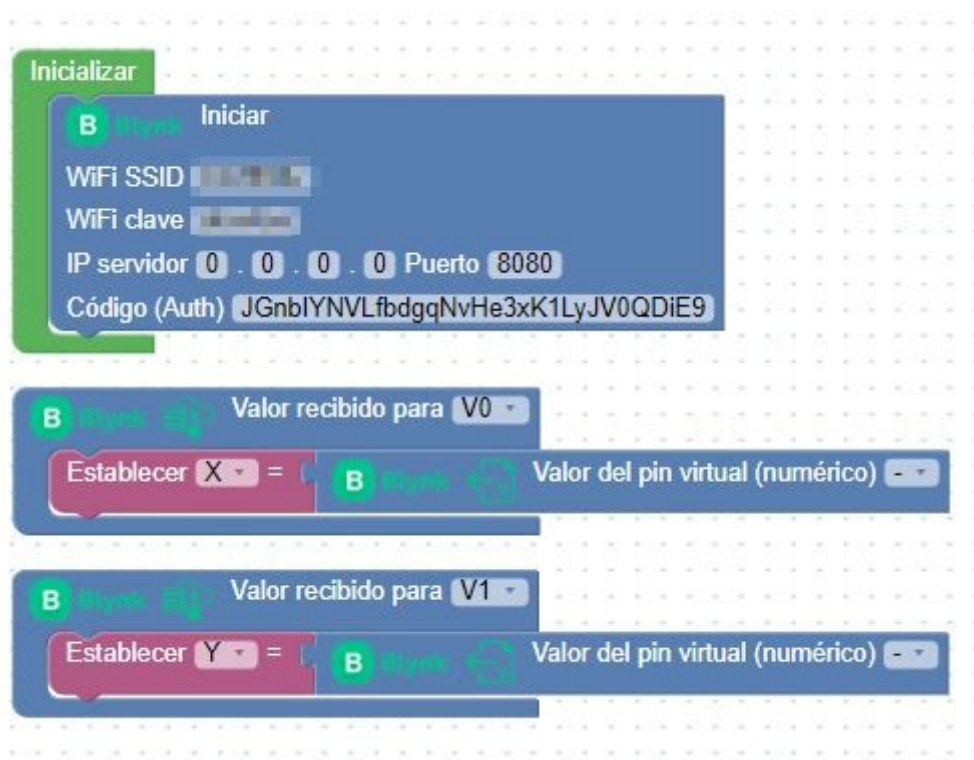 Inicializar
B Blynk Iniciar
WiFi SSID
WiFi clave
IP servidor 0 . 0 . 0 . 0 Puerto 8080
Código (Auth) JGnbIYNVLfbdgqNvHe3xK1LyJV0QDiE9
B Blynk Valor recibido para V0
Establecer X = B Blynk Valor del pin virtual (numérico) -
B Blynk Valor recibido para V1
Establecer Y = B Blynk Valor del pin virtual (numérico) -